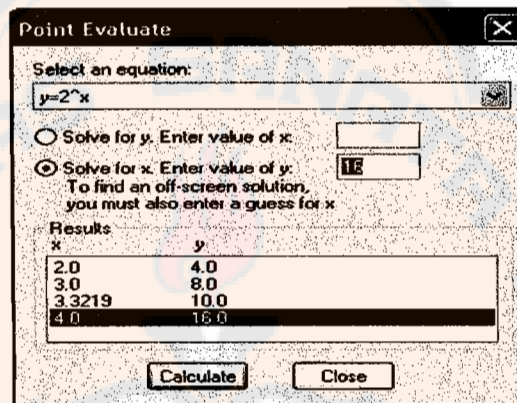 Point Evaluate
Select an equation:
y=2^x
Solve for y. Enter value of x:
Solve for x. Enter value of y: 16
To find an off-screen solution,
you must also enter a guess for x
Results
x y
2.0 4.0
3.0 8.0
3.3219 10.0
4.0 16.0
Calculate Close